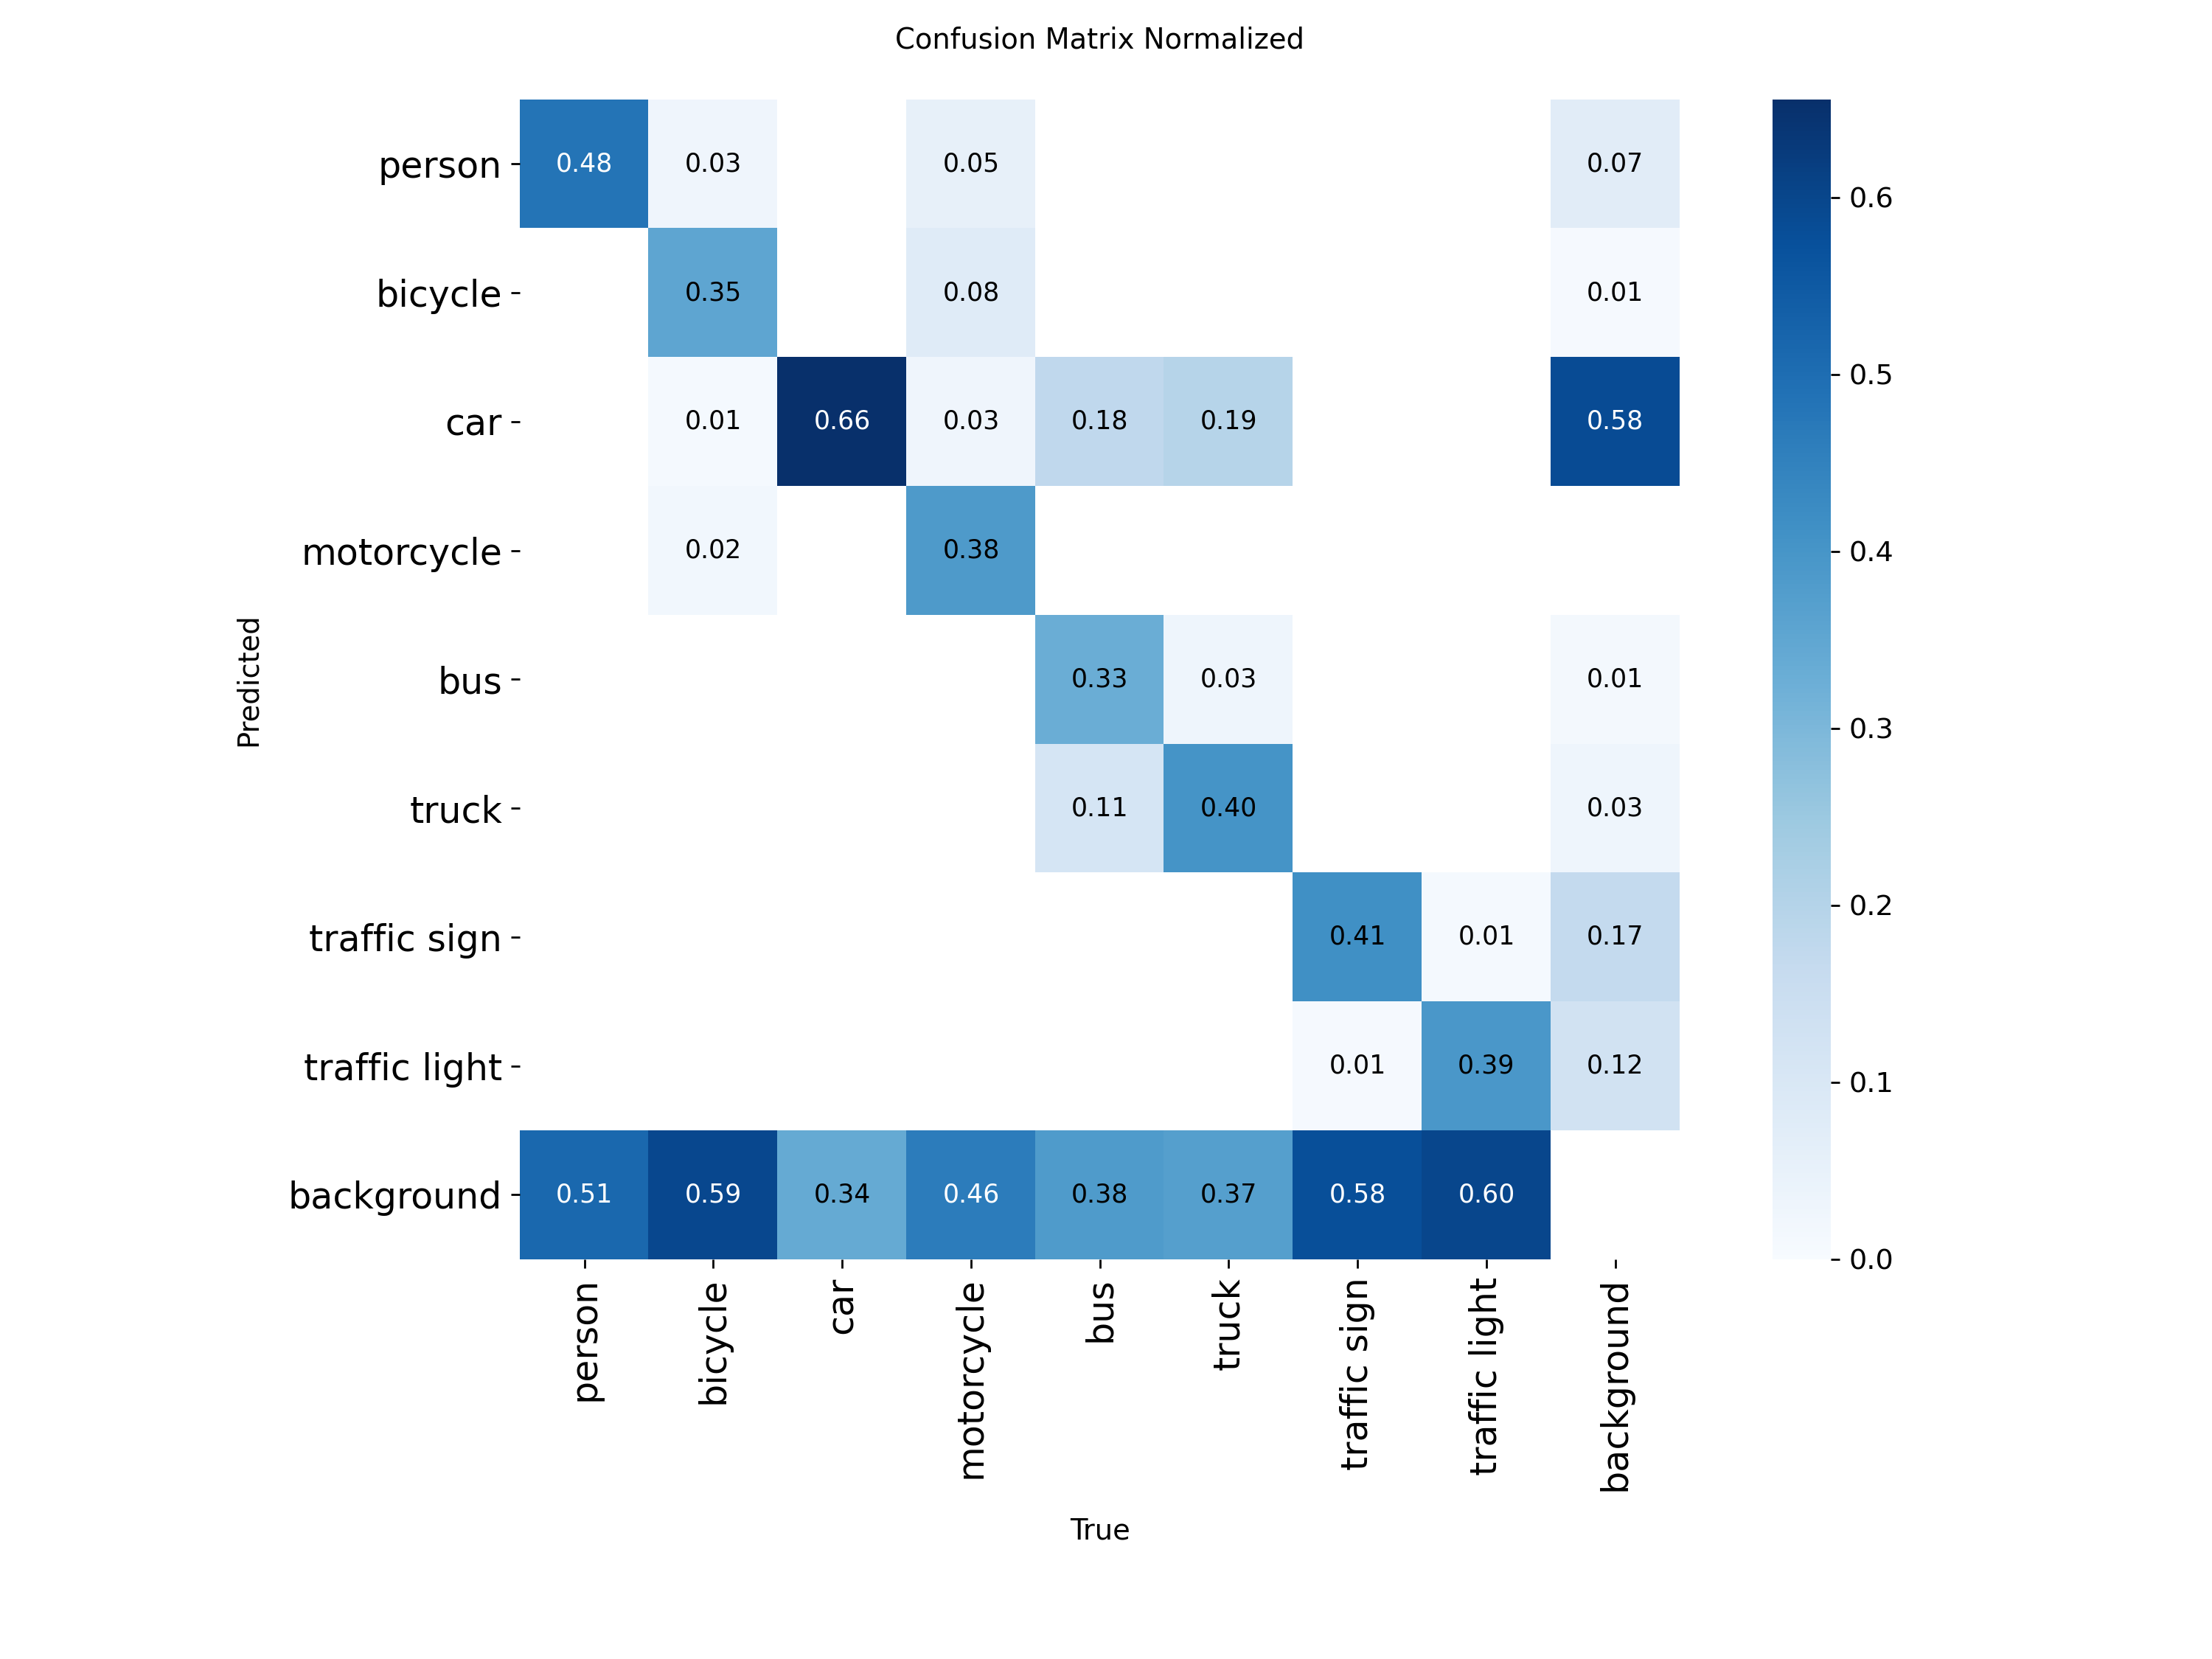 Confusion Matrix Normalized
person 0.48 0.03 0.05 0.07
bicycle 0.35 0.08 0.01
car 0.01 0.66 0.03 0.18 0.19 0.58
motorcycle 0.02 0.38
bus 0.33 0.03 0.01
truck 0.11 0.40 0.03
traffic sign 0.41 0.01 0.17
traffic light 0.01 0.39 0.12
background 0.51 0.59 0.34 0.46 0.38 0.37 0.58 0.60
Predicted
person
bicycle
car
motorcycle
bus
truck
traffic sign
traffic light
background
True
0.6
0.5
0.4
0.3
0.2
0.1
0.0